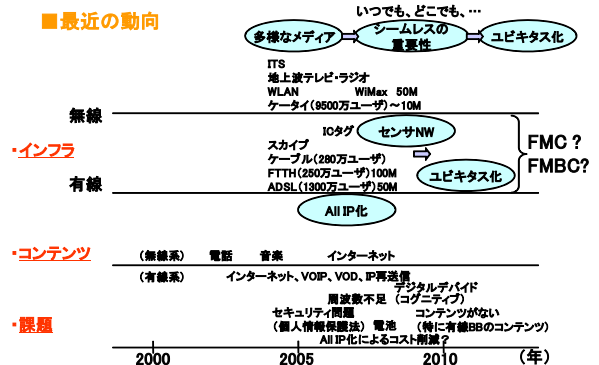 いつでも、どこでも、…
■最近の動向
多様なメディア
シームレスの
重要性
ユビキタス化
ITS
地上波テレビ・ラジオ
WLAN WiMax 50M
ケータイ(9500万ユーザ)～10M
無線
ICタグ
センサNW
FMC？
FMBC?
・インフラ
スカイプ
ケーブル(280万ユーザ)
FTTH(250万ユーザ)100M
ADSL(1300万ユーザ)50M
ユビキタス化
有線
All IP化
・コンテンツ
(無線系) 電話 音楽 インターネット
(有線系) インターネット、VOIP、VOD、IP再送信
デジタルデバイド
周波数不足 (コグニティブ)
・課題
セキュリティ問題 コンテンツがない
(個人情報保護法) 電池 (特に有線BBのコンテンツ)
All IP化によるコスト削減？
2000 2005 2010 (年)